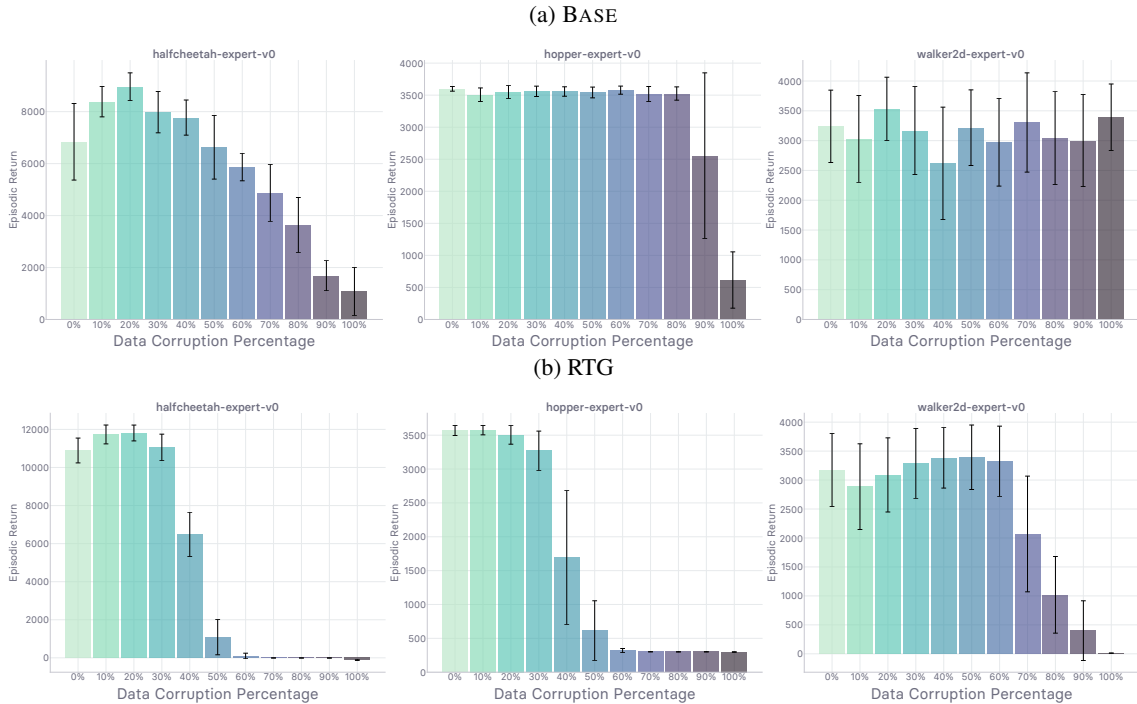 (a) BASE
halfcheetah-expert-v0
hopper-expert-v0
walker2d-expert-v0
Episodic Return
8000
6000
4000
2000
0
0% 10% 20% 30% 40% 50% 60% 70% 80% 90% 100%
Data Corruption Percentage
Episodic Return
4000
3500
3000
2500
2000
1500
1000
500
0
0% 10% 20% 30% 40% 50% 60% 70% 80% 90% 100%
Data Corruption Percentage
Episodic Return
4000
3500
3000
2500
2000
1500
1000
500
0
0% 10% 20% 30% 40% 50% 60% 70% 80% 90% 100%
Data Corruption Percentage
(b) RTG
halfcheetah-expert-v0
hopper-expert-v0
walker2d-expert-v0
Episodic Return
12000
10000
8000
6000
4000
2000
0
0% 10% 20% 30% 40% 50% 60% 70% 80% 90% 100%
Data Corruption Percentage
Episodic Return
3500
3000
2500
2000
1500
1000
500
0
0% 10% 20% 30% 40% 50% 60% 70% 80% 90% 100%
Data Corruption Percentage
Episodic Return
4000
3500
3000
2500
2000
1500
1000
500
0
0% 10% 20% 30% 40% 50% 60% 70% 80% 90% 100%
Data Corruption Percentage